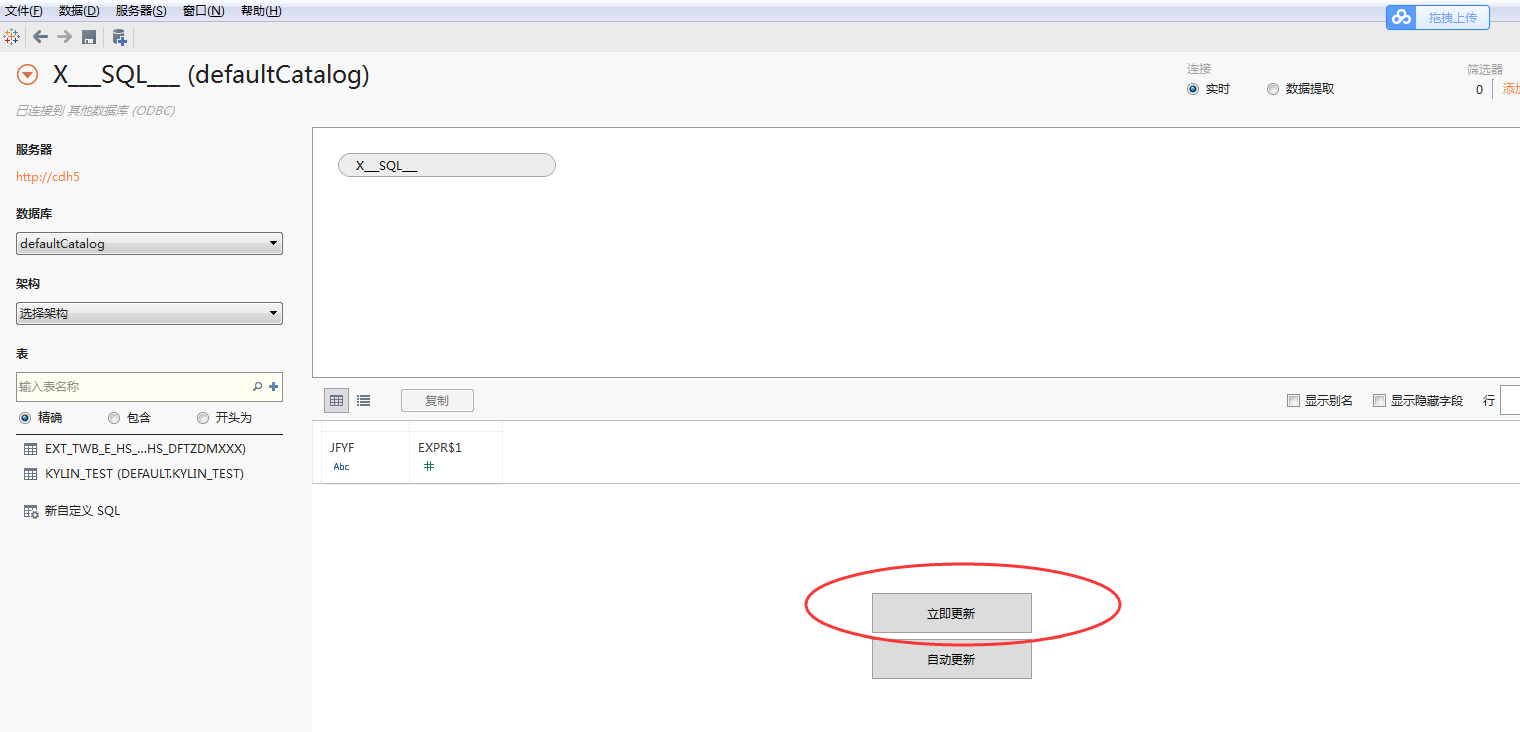 文件(F) 数据(D) 服务器(S) 窗口(N) 帮助(H)
拖拽上传
X___SQL___ (defaultCatalog)
连接
筛选器
实时 数据提取 0 添加
已连接到 其他数据库 (ODBC)
服务器
http://cdh5
数据库
defaultCatalog
架构
选择架构
表
输入表名称
精确 包含 开头为
EXT_TWB_E_HS_...HS_DFTZDMXXX)
KYLIN_TEST (DEFAULT.KYLIN_TEST)
新自定义 SQL
X___SQL___
复制 显示别名 显示隐藏字段 行
JFYF EXPR$1
Abc #
立即更新
自动更新